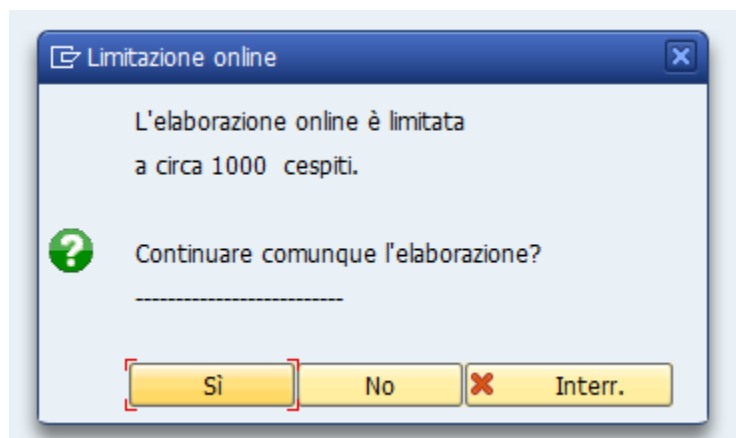 Limitazione online
L'elaborazione online è limitata
a circa 1000 cespiti.
Continuare comunque l'elaborazione?
--------------------------
Sì
No
Interr.